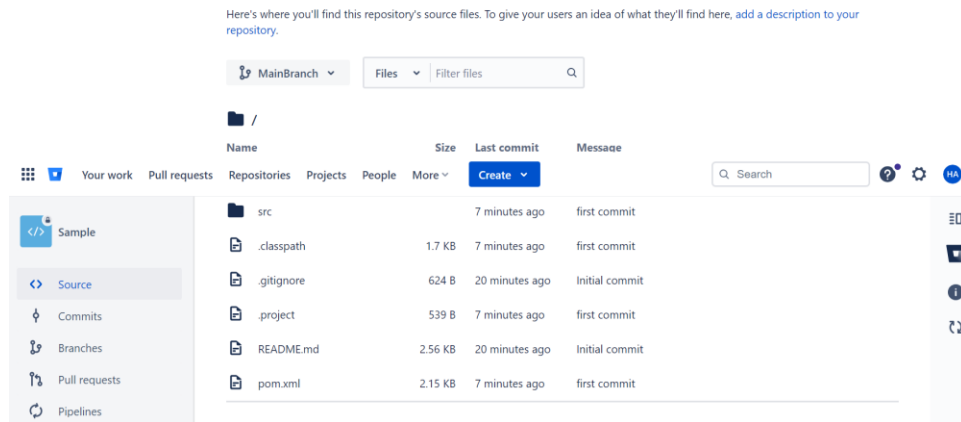 Here's where you'll find this repository's source files. To give your users an idea of what they'll find here, add a description to your
repository.
MainBranch
Files Filter files
/
Name Size Last commit Message
Your work Pull requests Repositories Projects People More Create Search ? HA
src 7 minutes ago first commit
Sample
.classpath 1.7 KB 7 minutes ago first commit
Source
.gitignore 624 B 20 minutes ago Initial commit
Commits
.project 539 B 7 minutes ago first commit
Branches
README.md 2.56 KB 20 minutes ago Initial commit
Pull requests
pom.xml 2.15 KB 7 minutes ago first commit
Pipelines